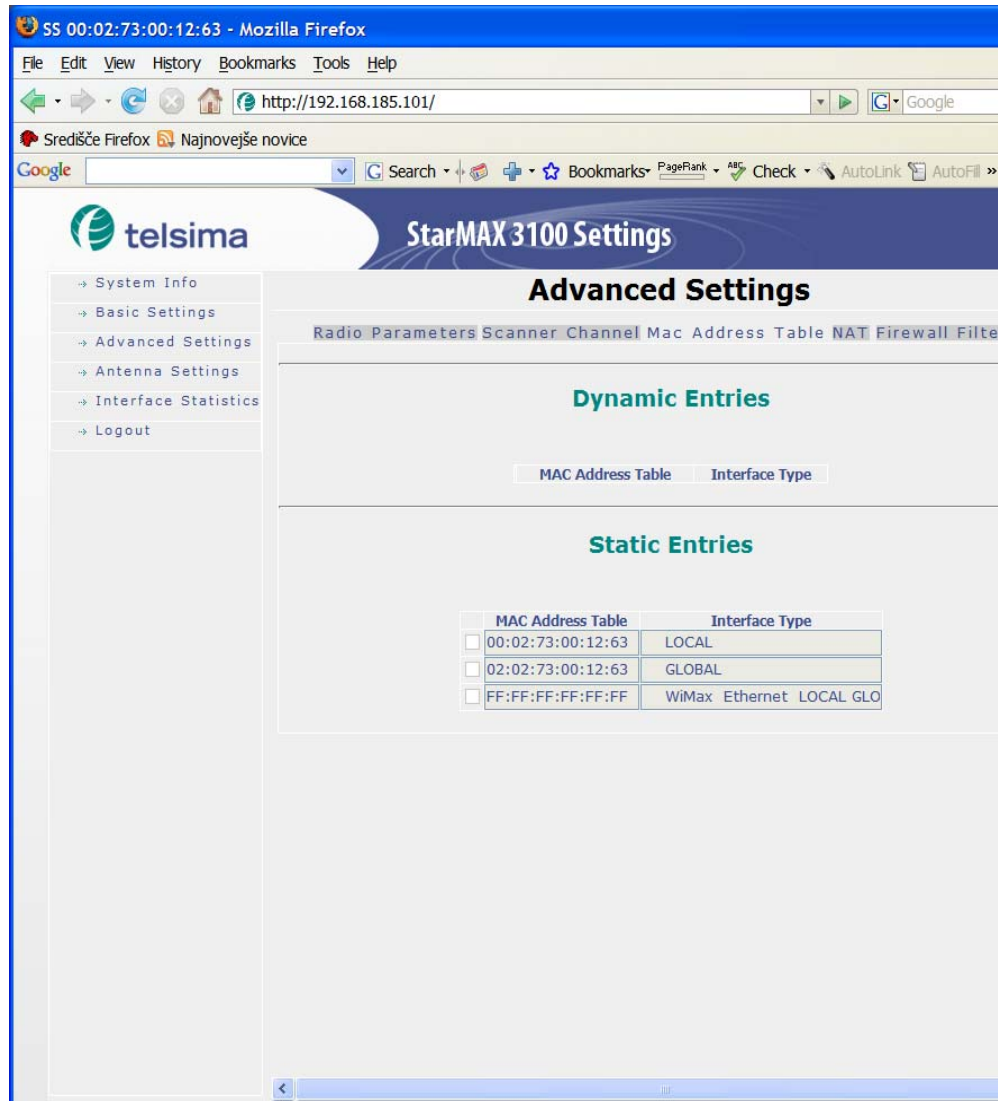 SS 00:02:73:00:12:63 - Mozilla Firefox
File Edit View History Bookmarks Tools Help
http://192.168.185.101/ G Google
Središče Firefox Najnovejše novice
Google G Search Bookmarks PageRank ABC Check AutoLink AutoFill »
telsima StarMAX 3100 Settings
System Info
Basic Settings
Advanced Settings
Antenna Settings
Interface Statistics
Logout
Advanced Settings
Radio Parameters Scanner Channel Mac Address Table NAT Firewall Filte
Dynamic Entries
MAC Address Table Interface Type
Static Entries
MAC Address Table Interface Type
00:02:73:00:12:63 LOCAL
02:02:73:00:12:63 GLOBAL
FF:FF:FF:FF:FF:FF WiMax Ethernet LOCAL GLO